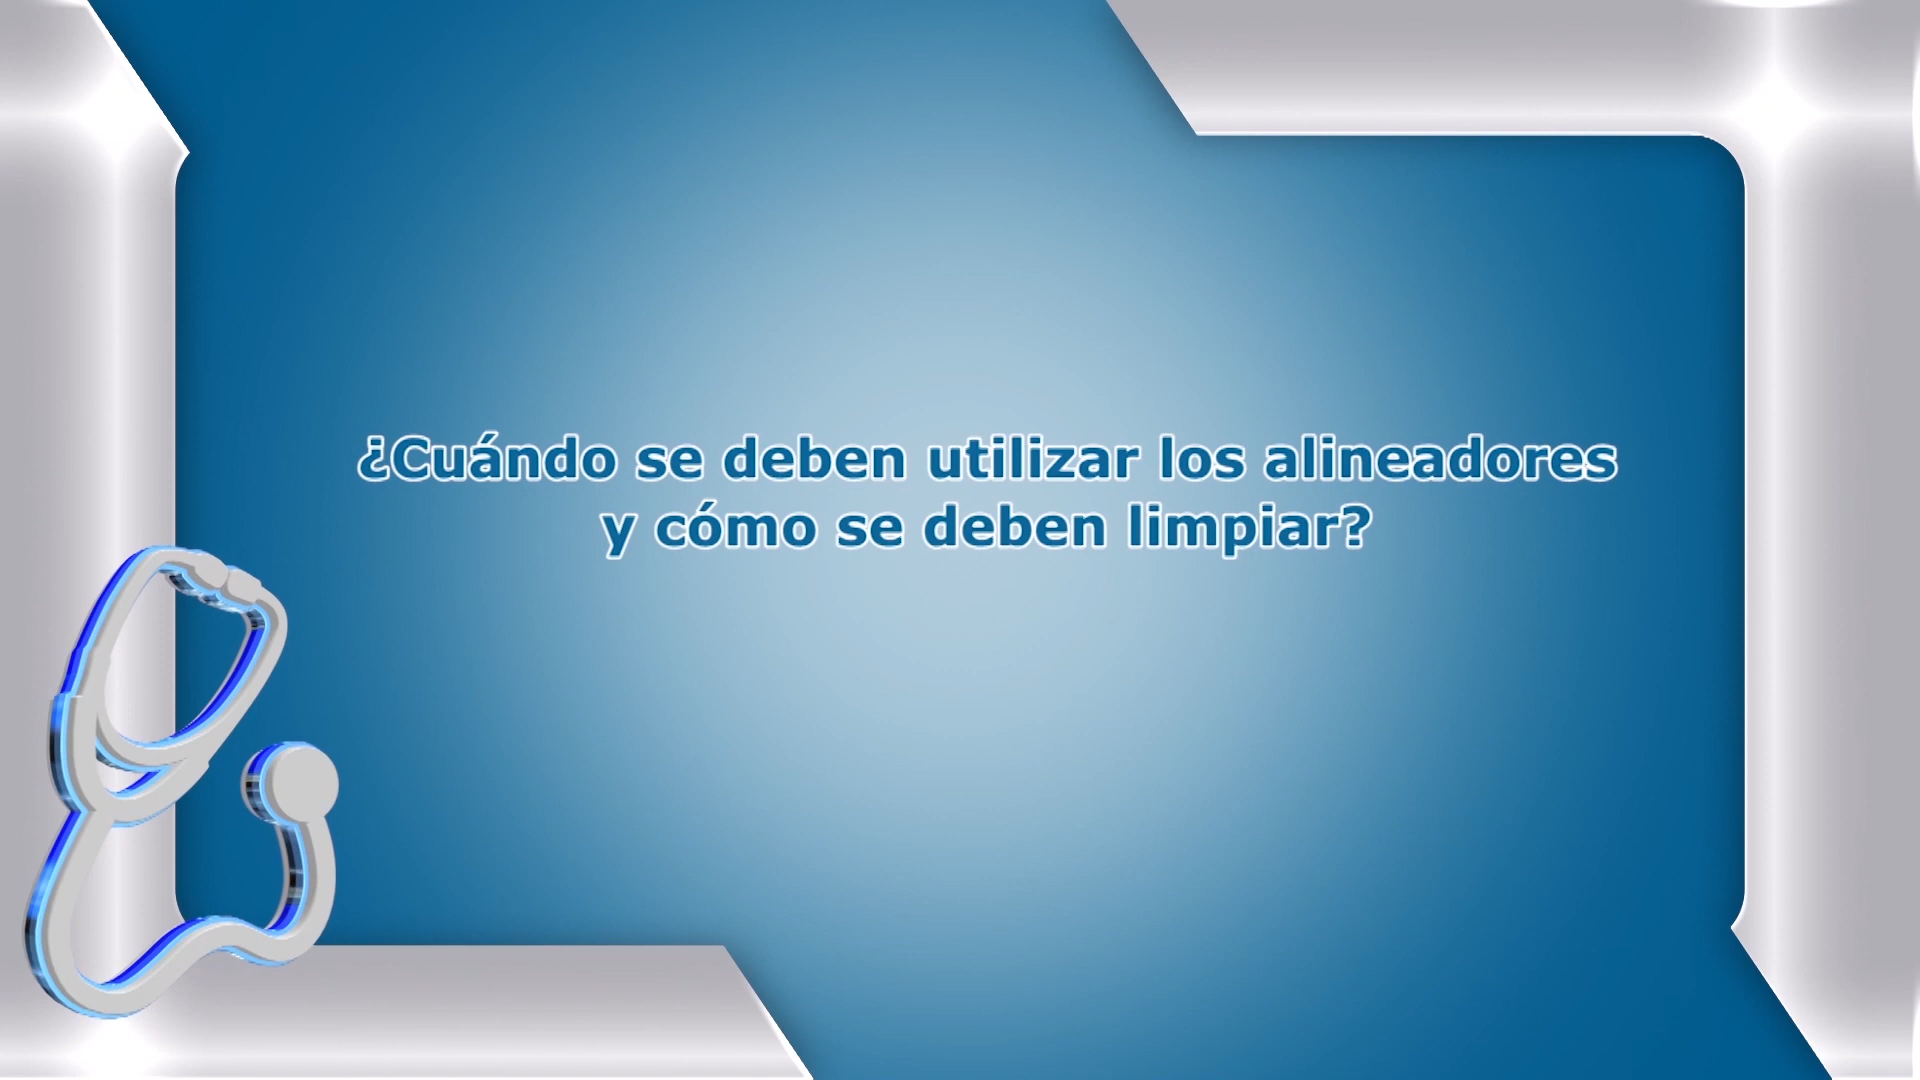 ¿Cuándo se deben utilizar los alineadores
y cómo se deben limpiar?